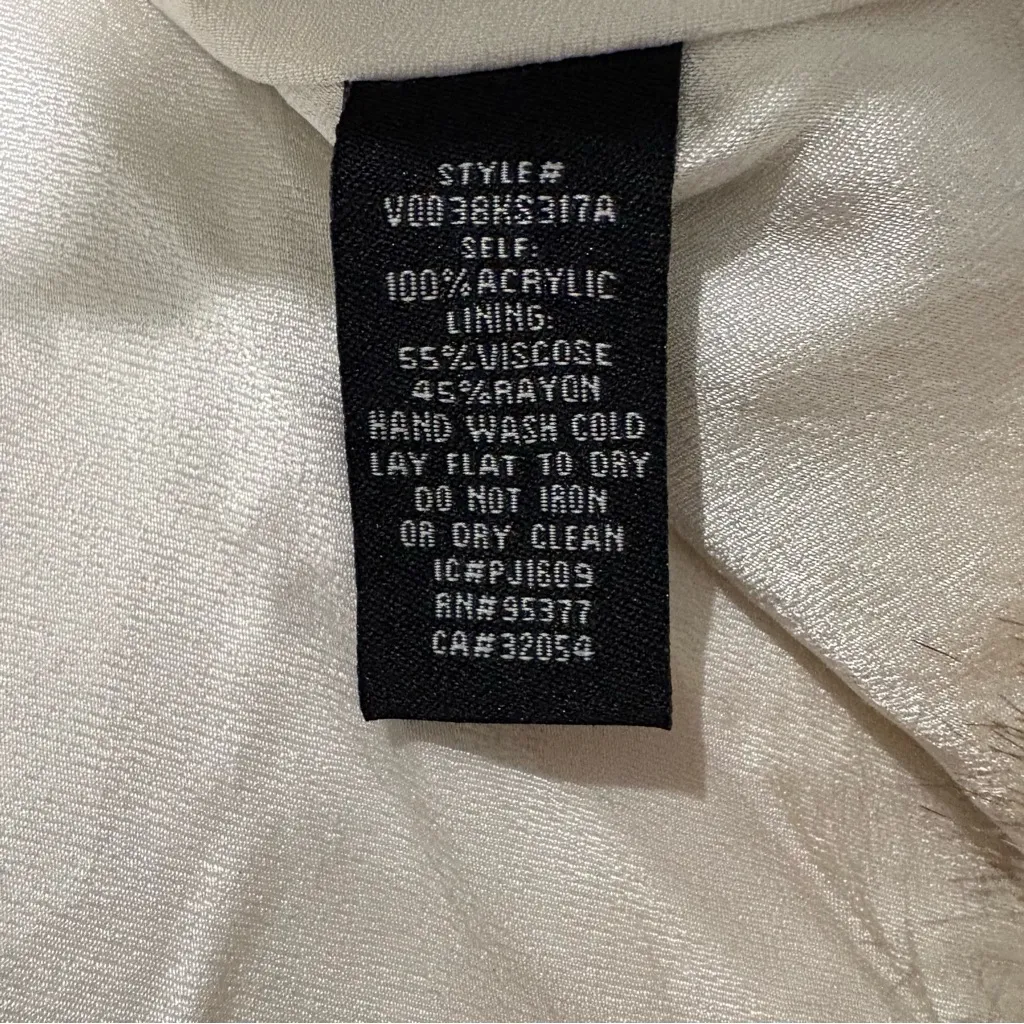 STYLE#
V0038KS317A
SELF:
100%ACRYLIC
LINING:
55%VISCOSE
45%RAYON
HAND WASH COLD
LAY FLAT TO DRY
DO NOT IRON
OR DRY CLEAN
IC#PJ1609
RN#95377
CA#32054